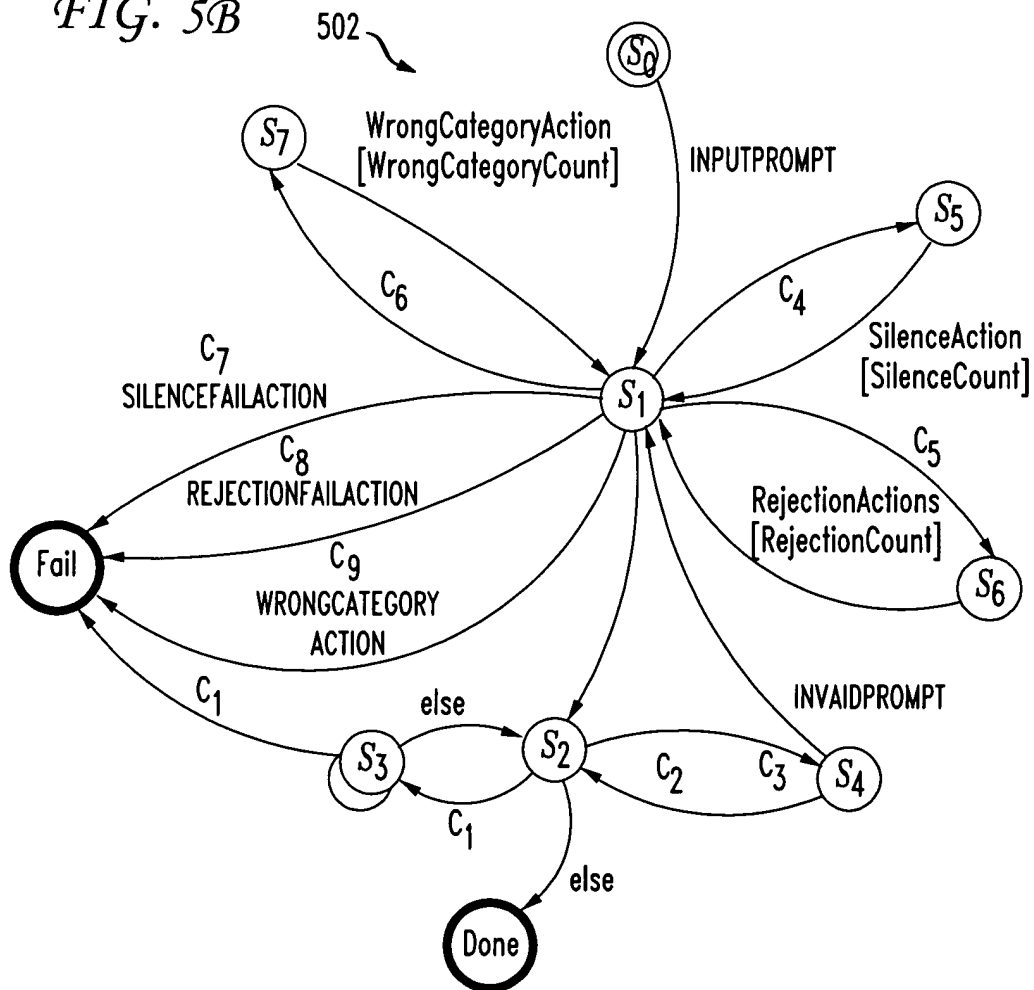 FIG. 5B
502
S0
S7
WrongCategoryAction
[WrongCategoryCount]
INPUTPROMPT
S5
C6
C4
SilenceAction
[SilenceCount]
C7
SILENCEFAILACTION
S1
C5
C8
REJECTIONFAILACTION
RejectionActions
[RejectionCount]
Fail
C9
WRONGCATEGORY
ACTION
S6
C1
else
INVAIDPROMPT
S3
S2
C2
C3
S4
C1
else
Done